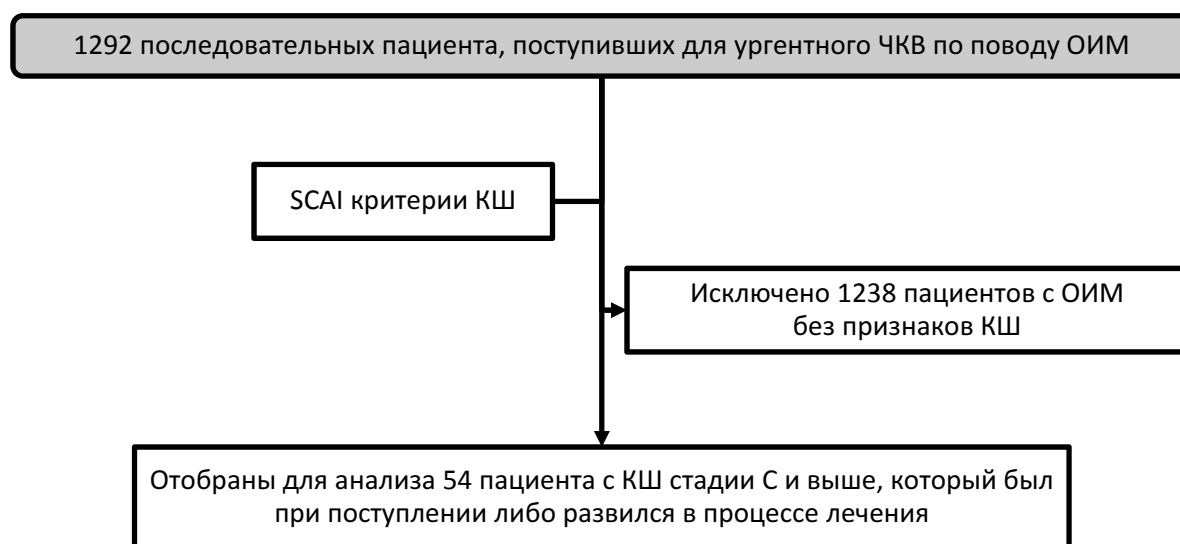 1292 последовательных пациента, поступивших для ургентного ЧКВ по поводу ОИМ
SCAI критерии КШ
Исключено 1238 пациентов с ОИМ
без признаков КШ
Отобраны для анализа 54 пациента с КШ стадии С и выше, который был
при поступлении либо развился в процессе лечения